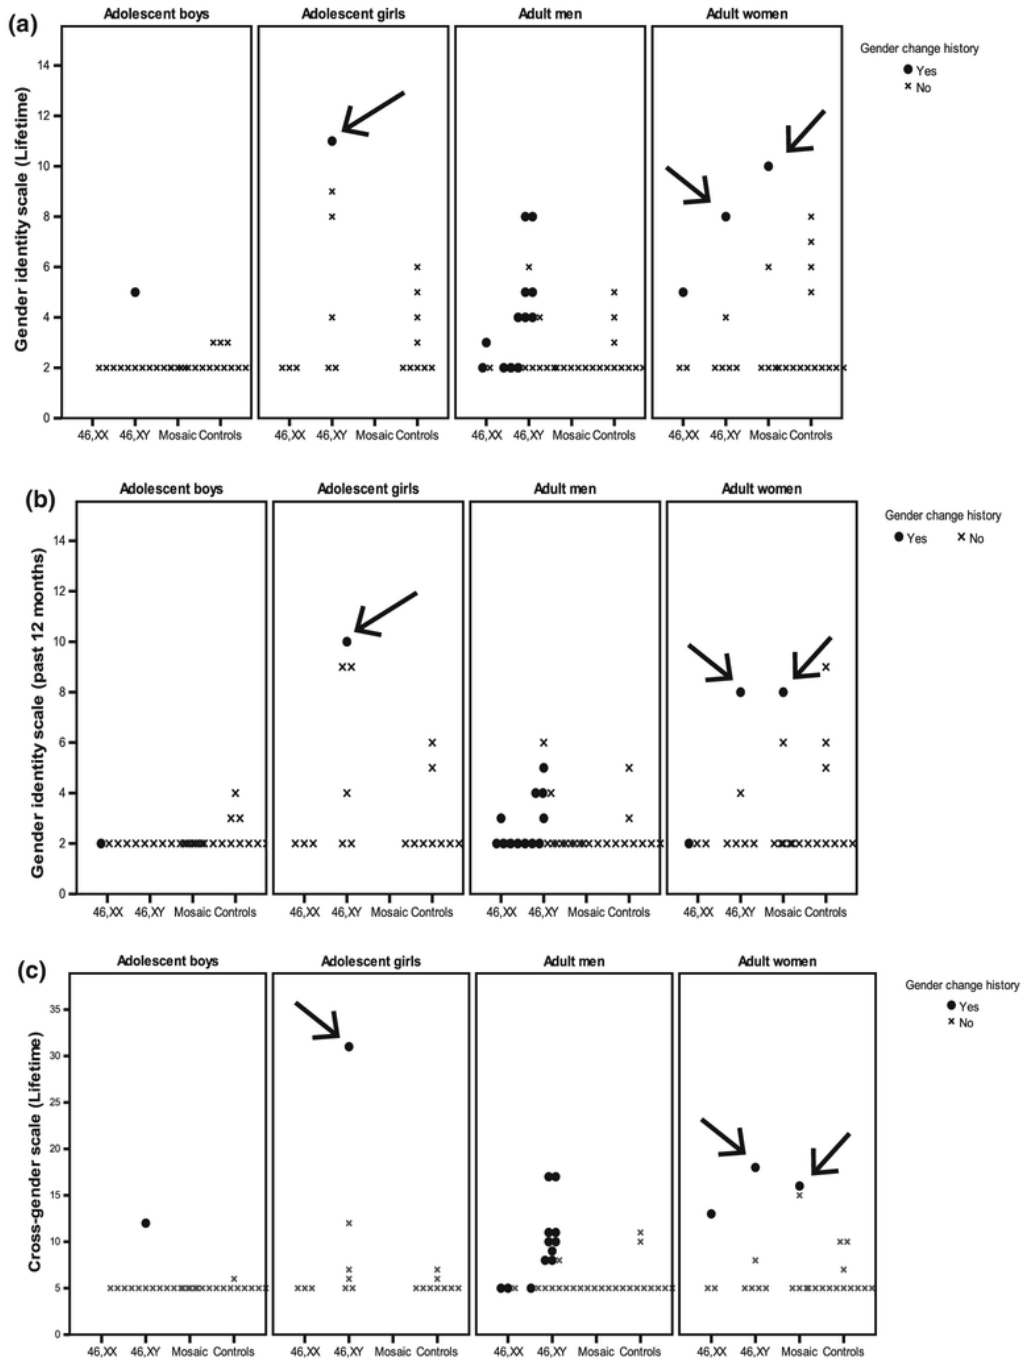 (a)
Adolescent boys Adolescent girls Adult men Adult women
Gender change history
Yes
No
Gender identity scale (Lifetime)
14
12
10
8
6
4
2
0
46,XX 46,XY Mosaic Controls 46,XX 46,XY Mosaic Controls 46,XX 46,XY Mosaic Controls 46,XX 46,XY Mosaic Controls
(b)
Adolescent boys Adolescent girls Adult men Adult women
Gender change history
Yes No
Gender identity scale (past 12 months)
14
12
10
8
6
4
2
0
46,XX 46,XY Mosaic Controls 46,XX 46,XY Mosaic Controls 46,XX 46,XY Mosaic Controls 46,XX 46,XY Mosaic Controls
(c)
Adolescent boys Adolescent girls Adult men Adult women
Gender change history
Yes
No
Cross-gender scale (Lifetime)
35
30
25
20
15
10
5
0
46,XX 46,XY Mosaic Controls 46,XX 46,XY Mosaic Controls 46,XX 46,XY Mosaic Controls 46,XX 46,XY Mosaic Controls